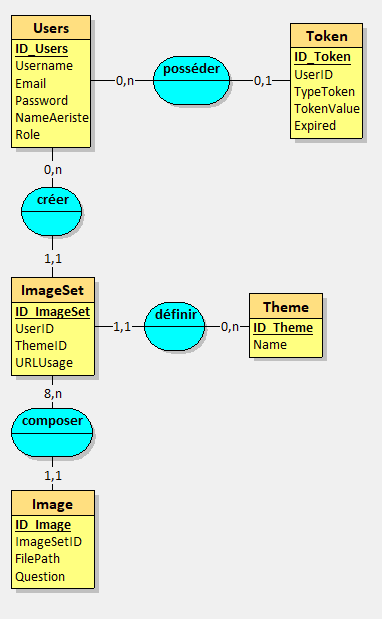 Users
ID_Users
Username
Email
Password
NameAeriste
Role
0,n
posséder
0,1
Token
ID_Token
UserID
TypeToken
TokenValue
Expired
0,n
créer
1,1
ImageSet
ID_ImageSet
UserID
ThemeID
URLUsage
1,1
définir
0,n
Theme
ID_Theme
Name
8,n
composer
1,1
Image
ID_Image
ImageSetID
FilePath
Question